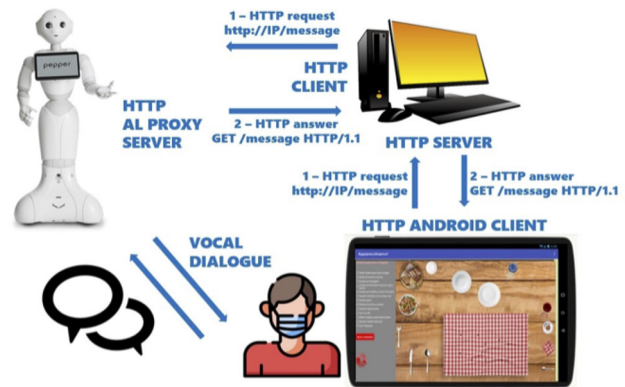 1 – HTTP request
http://IP/message
pepper
HTTP
CLIENT
HTTP
AL PROXY
SERVER
2 – HTTP answer
GET /message HTTP/1.1
HTTP SERVER
1 – HTTP request
http://IP/message
2 – HTTP answer
GET /message HTTP/1.1
HTTP ANDROID CLIENT
VOCAL
DIALOGUE